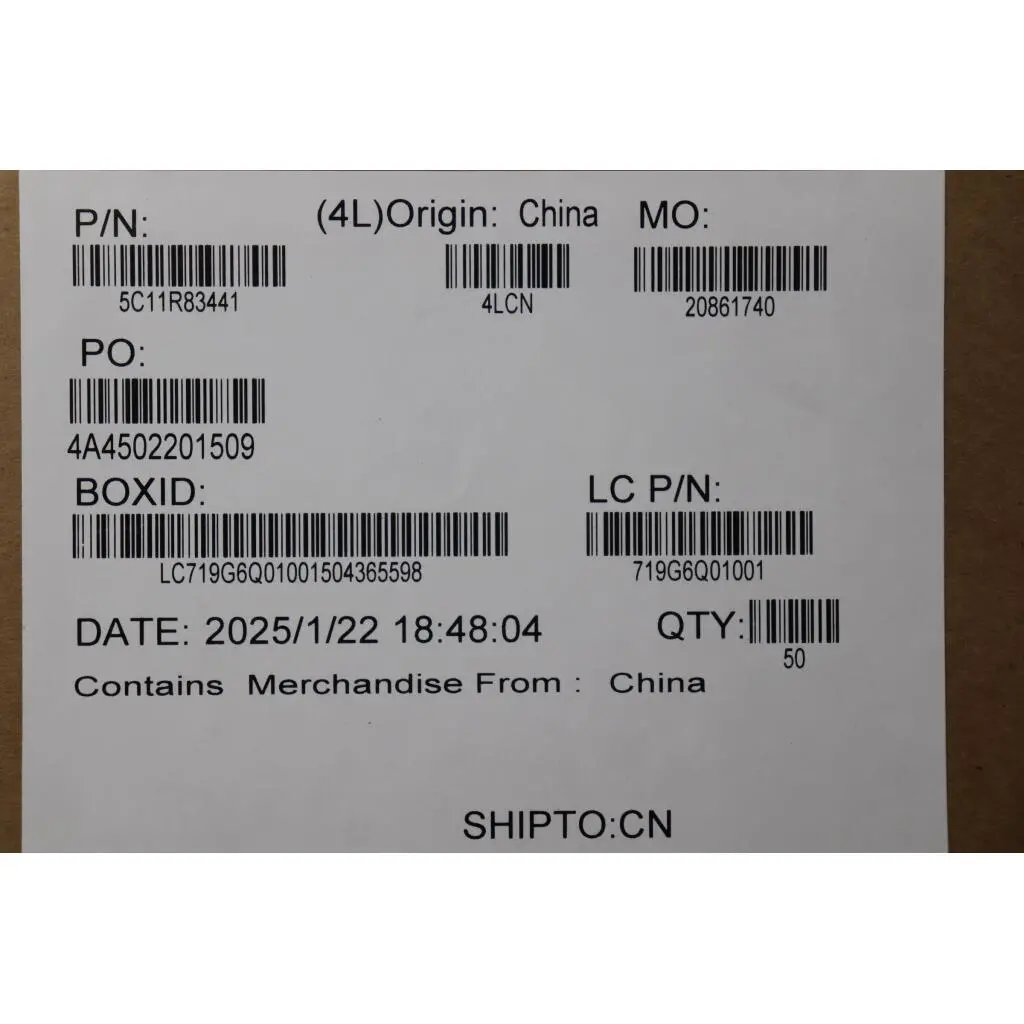 P/N: (4L)Origin: China MO:
5C11R83441 4LCN 20861740
PO:
4A4502201509
BOXID: LC P/N:
LC719G6Q01001504365598 719G6Q01001
DATE: 2025/1/22 18:48:04 QTY:
50
Contains Merchandise From : China
SHIPTO:CN